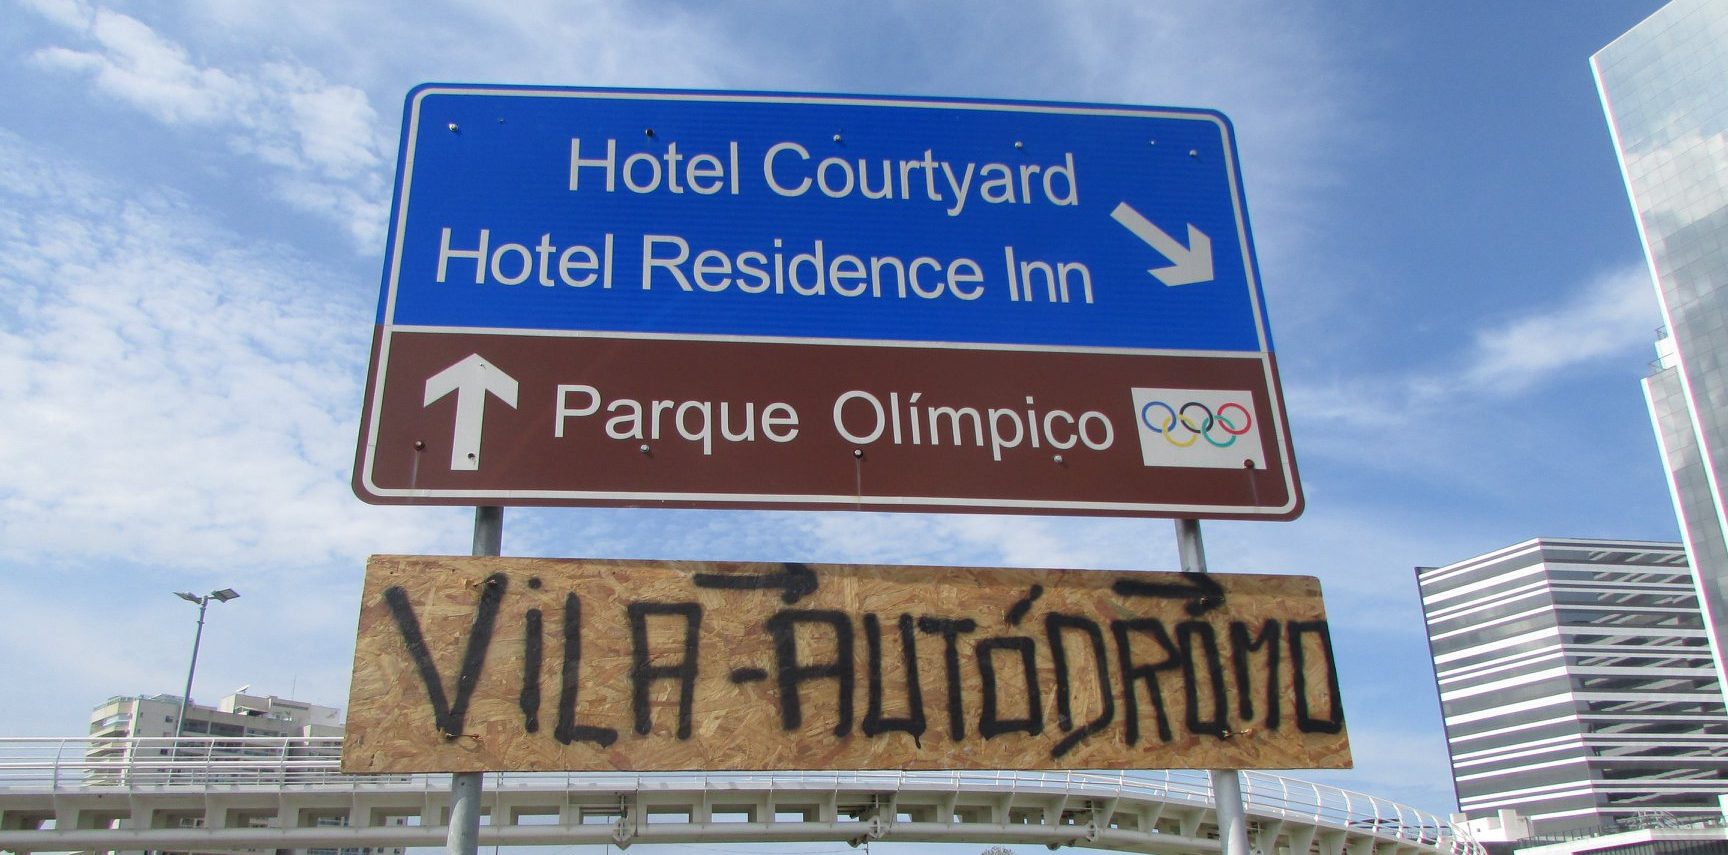 Hotel Courtyard
Hotel Residence Inn
Parque Olímpico
VILA-AUTÓDROMO